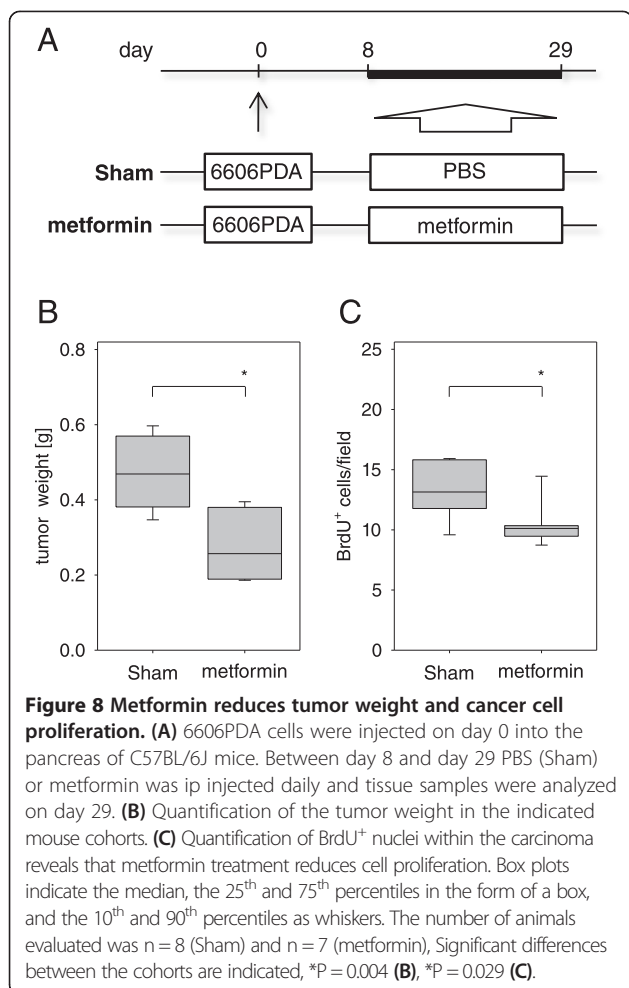 A
day 0 8 29
Sham 6606PDA PBS
metformin 6606PDA metformin
B
0.8
0.6
0.4
0.2
0.0
tumor weight [g]
*
Sham metformin
C
25
20
15
10
5
0
BrdU⁺ cells/field
*
Sham metformin
Figure 8 Metformin reduces tumor weight and cancer cell
proliferation. (A) 6606PDA cells were injected on day 0 into the
pancreas of C57BL/6J mice. Between day 8 and day 29 PBS (Sham)
or metformin was ip injected daily and tissue samples were analyzed
on day 29. (B) Quantification of the tumor weight in the indicated
mouse cohorts. (C) Quantification of BrdU⁺ nuclei within the carcinoma
reveals that metformin treatment reduces cell proliferation. Box plots
indicate the median, the 25th and 75th percentiles in the form of a box,
and the 10th and 90th percentiles as whiskers. The number of animals
evaluated was n = 8 (Sham) and n = 7 (metformin), Significant differences
between the cohorts are indicated, *P = 0.004 (B), *P = 0.029 (C).